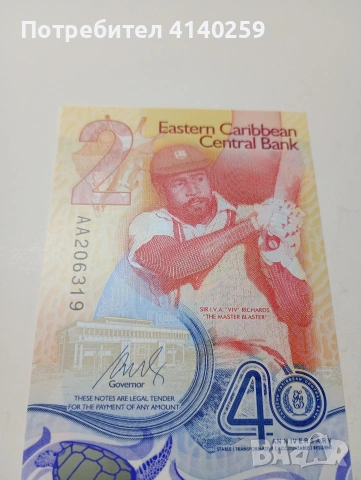 Потребител 4140259
2
Eastern Caribbean
Central Bank
AA206319
SIR I.V.A. "VIV" RICHARDS
"THE MASTER BLASTER"
Governor
THESE NOTES ARE LEGAL TENDER
FOR THE PAYMENT OF ANY AMOUNT
40
ANNIVERSARY
bazar